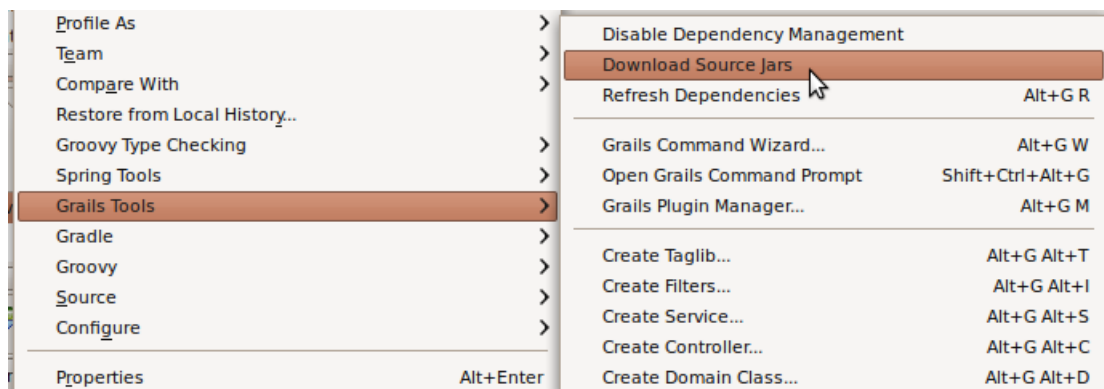 Profile As
Team
Compare With
Restore from Local History...
Groovy Type Checking
Spring Tools
Grails Tools
Gradle
Groovy
Source
Configure
Properties Alt+Enter
Disable Dependency Management
Download Source Jars
Refresh Dependencies Alt+G R
Grails Command Wizard... Alt+G W
Open Grails Command Prompt Shift+Ctrl+Alt+G
Grails Plugin Manager... Alt+G M
Create Taglib... Alt+G Alt+T
Create Filters... Alt+G Alt+I
Create Service... Alt+G Alt+S
Create Controller... Alt+G Alt+C
Create Domain Class... Alt+G Alt+D